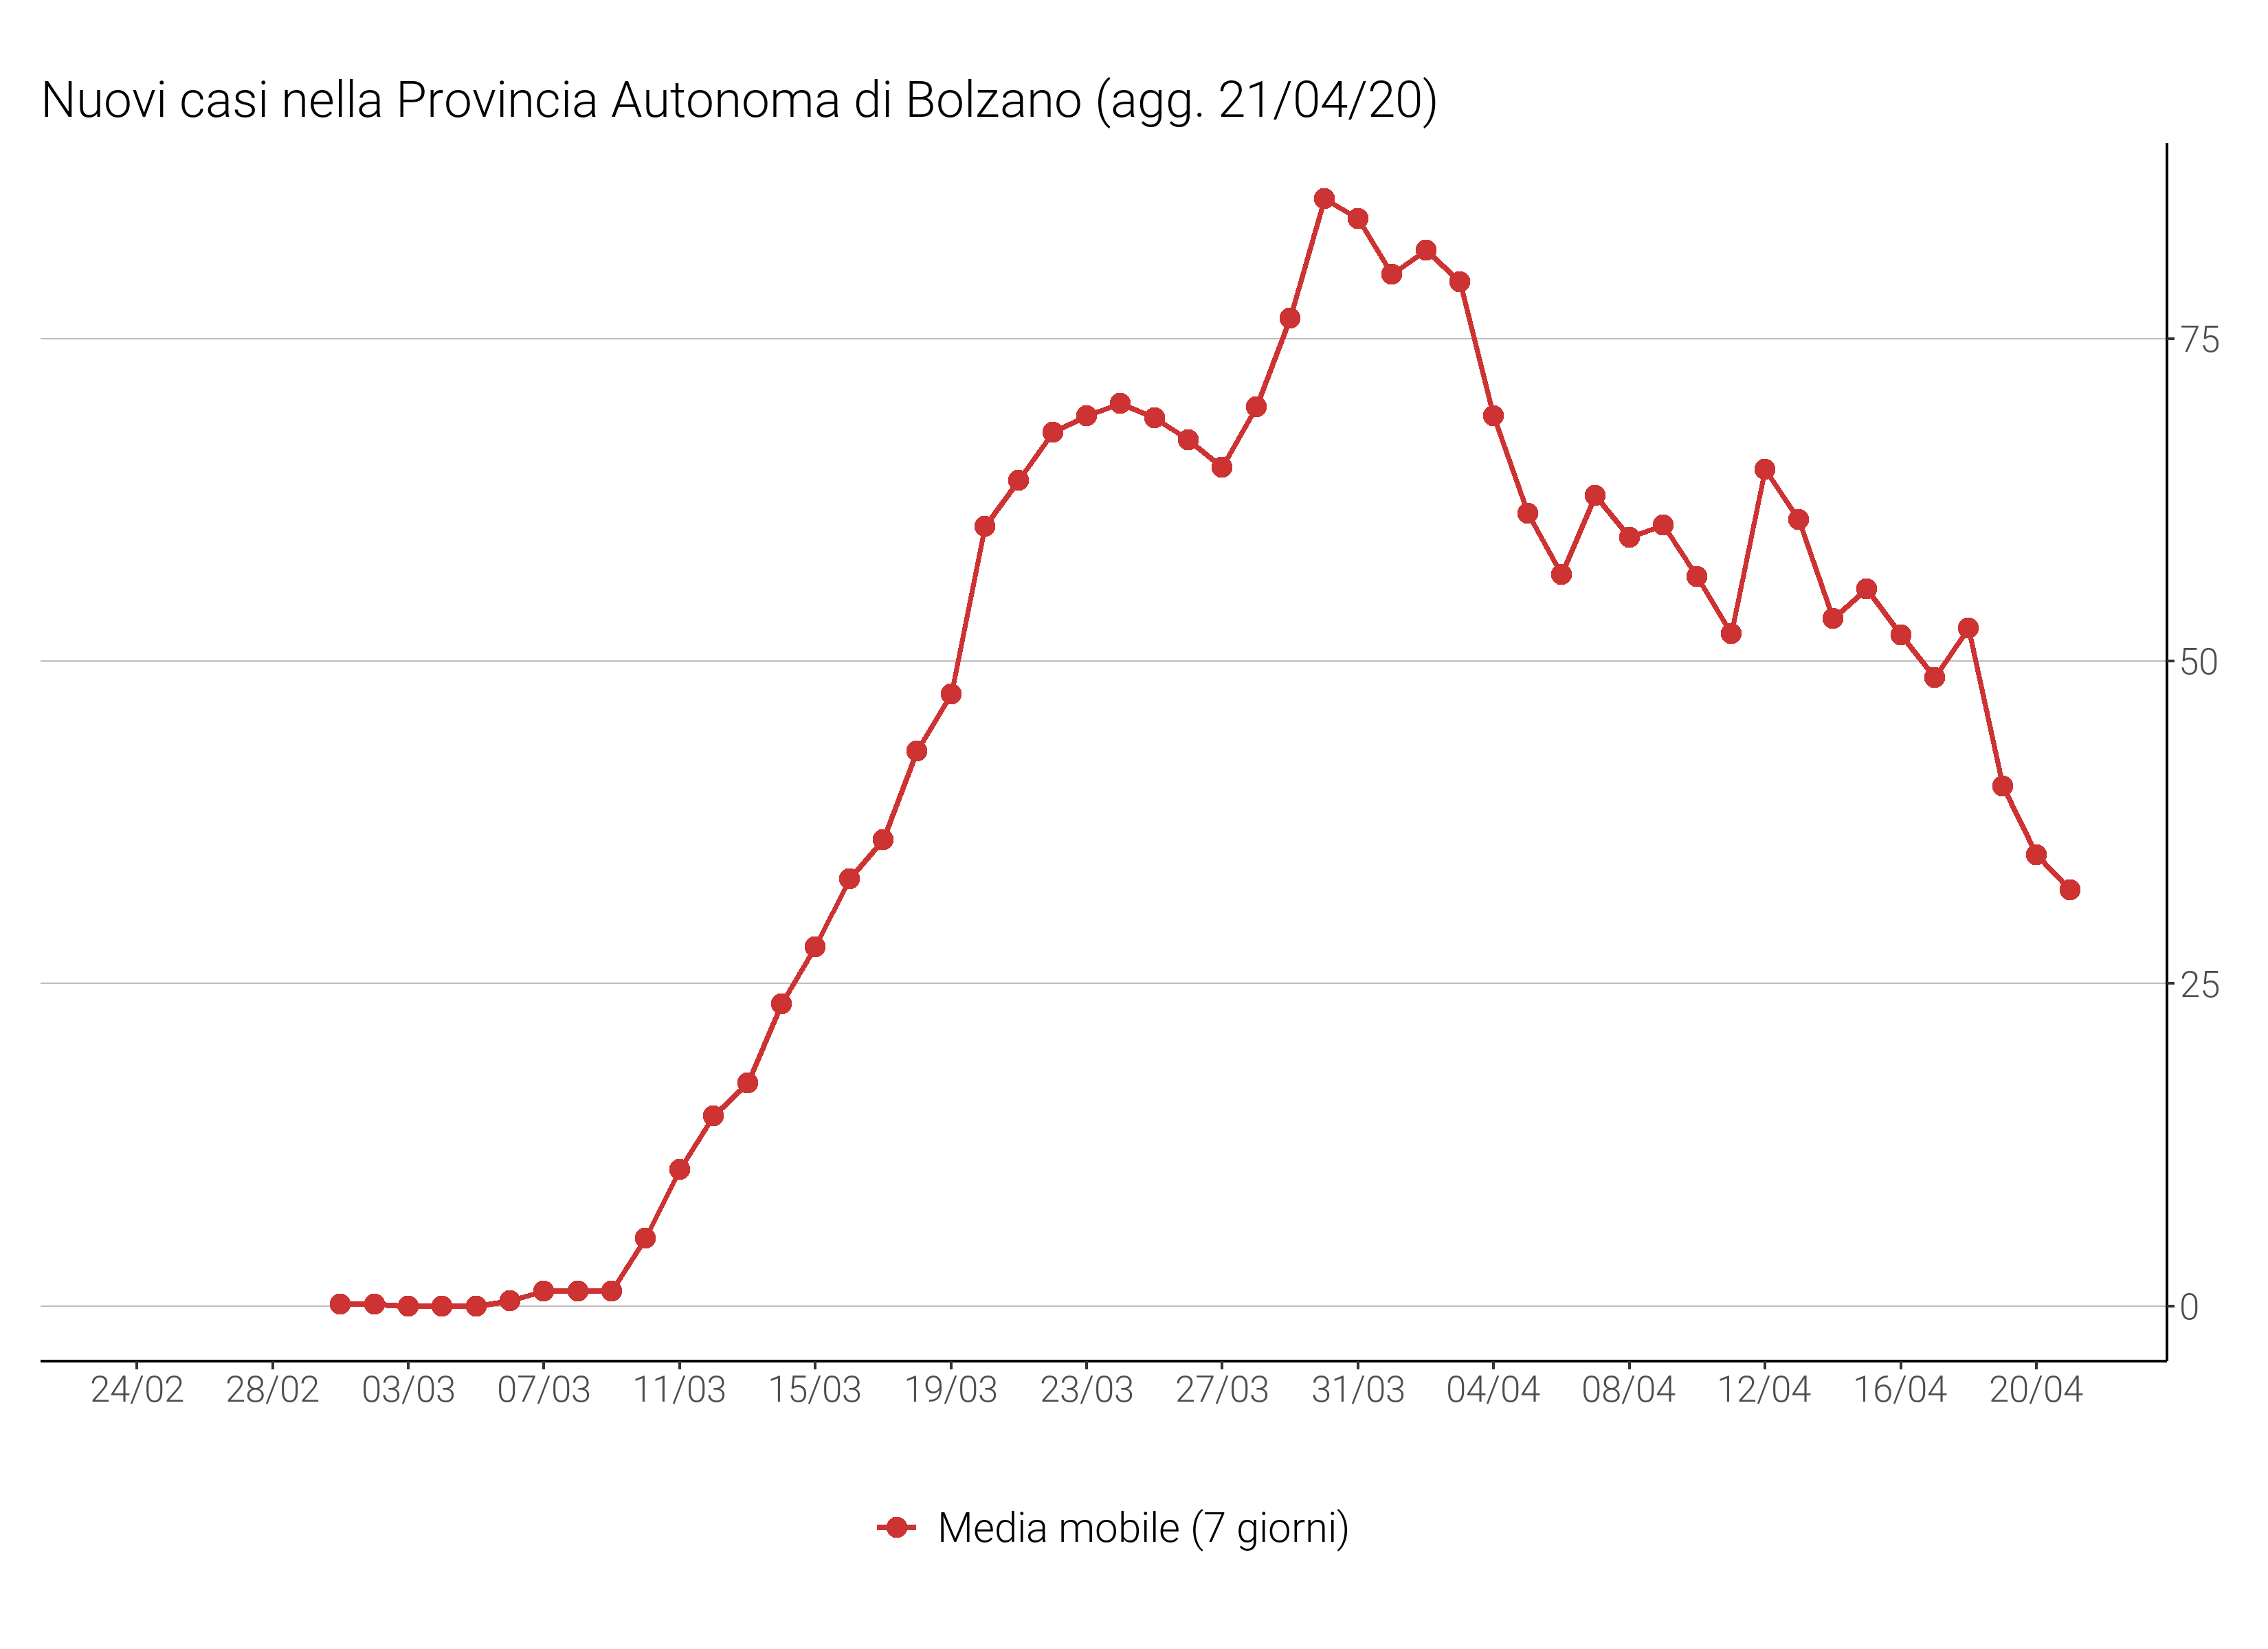 Nuovi casi nella Provincia Autonoma di Bolzano (agg. 21/04/20)
75
50
25
0
24/02 28/02 03/03 07/03 11/03 15/03 19/03 23/03 27/03 31/03 04/04 08/04 12/04 16/04 20/04
Media mobile (7 giorni)